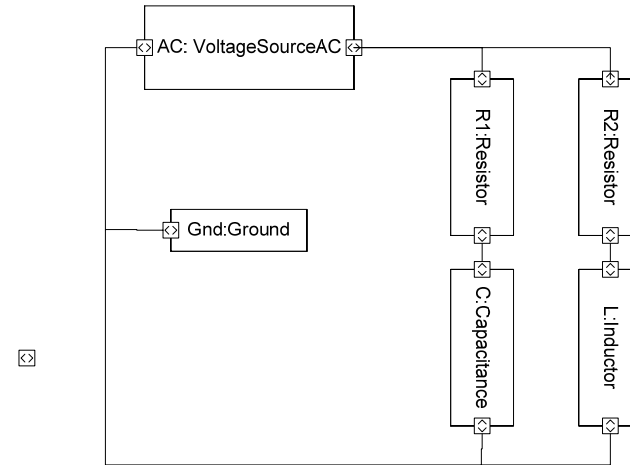 AC: VoltageSourceAC
R1:Resistor
R2:Resistor
Gnd:Ground
C:Capacitance
L:Inductor